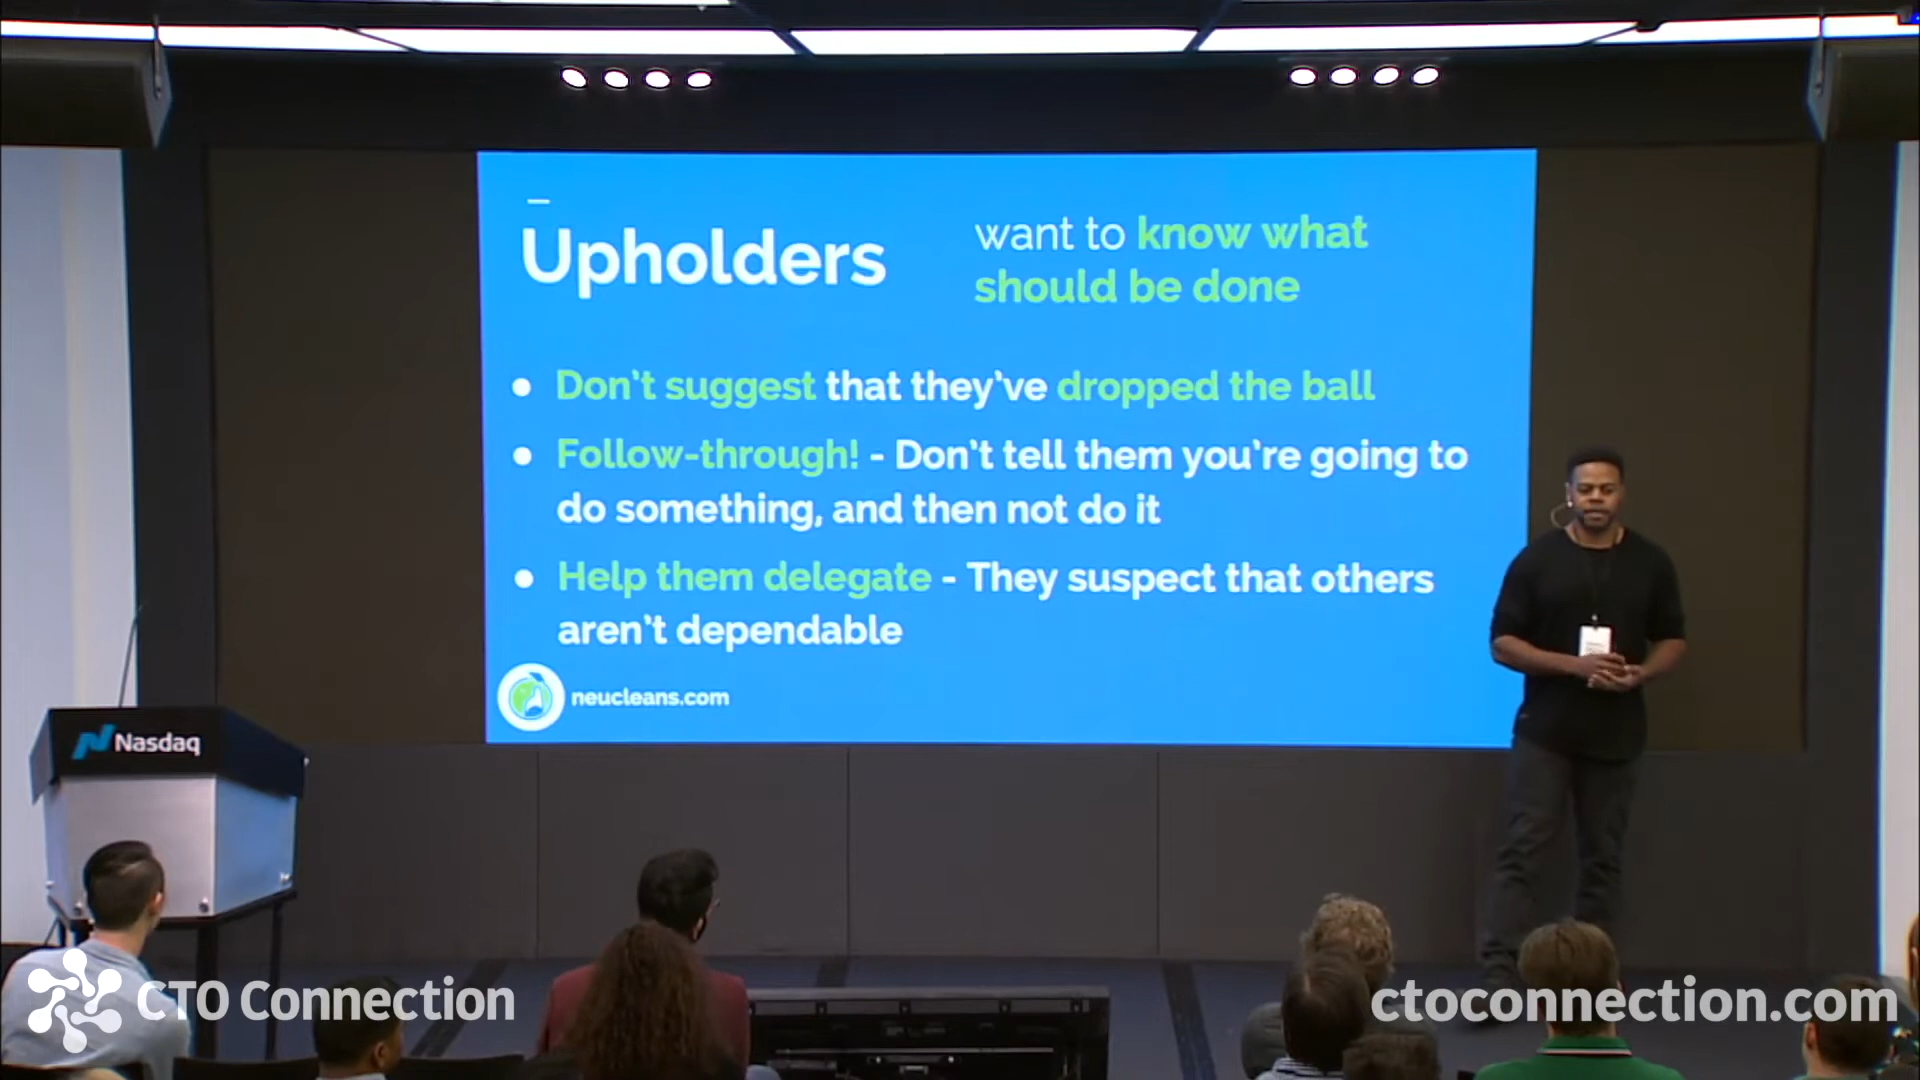 Upholders
want to know what
should be done
● Don't suggest that they've dropped the ball
● Follow-through! - Don't tell them you're going to
do something, and then not do it
● Help them delegate - They suspect that others
aren't dependable
neucleans.com
Nasdaq
CTO Connection
ctoconnection.com